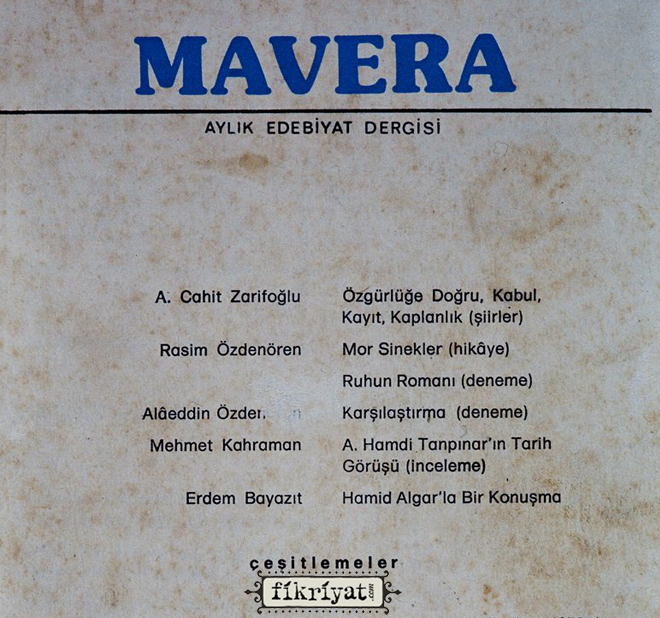 MAVERA
AYLIK EDEBİYAT DERGİSİ
A. Cahit Zarifoğlu Özgürlüğe Doğru, Kabul,
Kayıt, Kaplanlık (şiirler)
Rasim Özdenören Mor Sinekler (hikâye)
Ruhun Romanı (deneme)
Alâeddin Karşılaştırma (deneme)
Mehmet Kahraman A. Hamdi Tanpınar'ın Tarih
Görüşü (inceleme)
Erdem Bayazıt Hamid Algar'la Bir Konuşma
çeşitlemeler
fikriyat.com